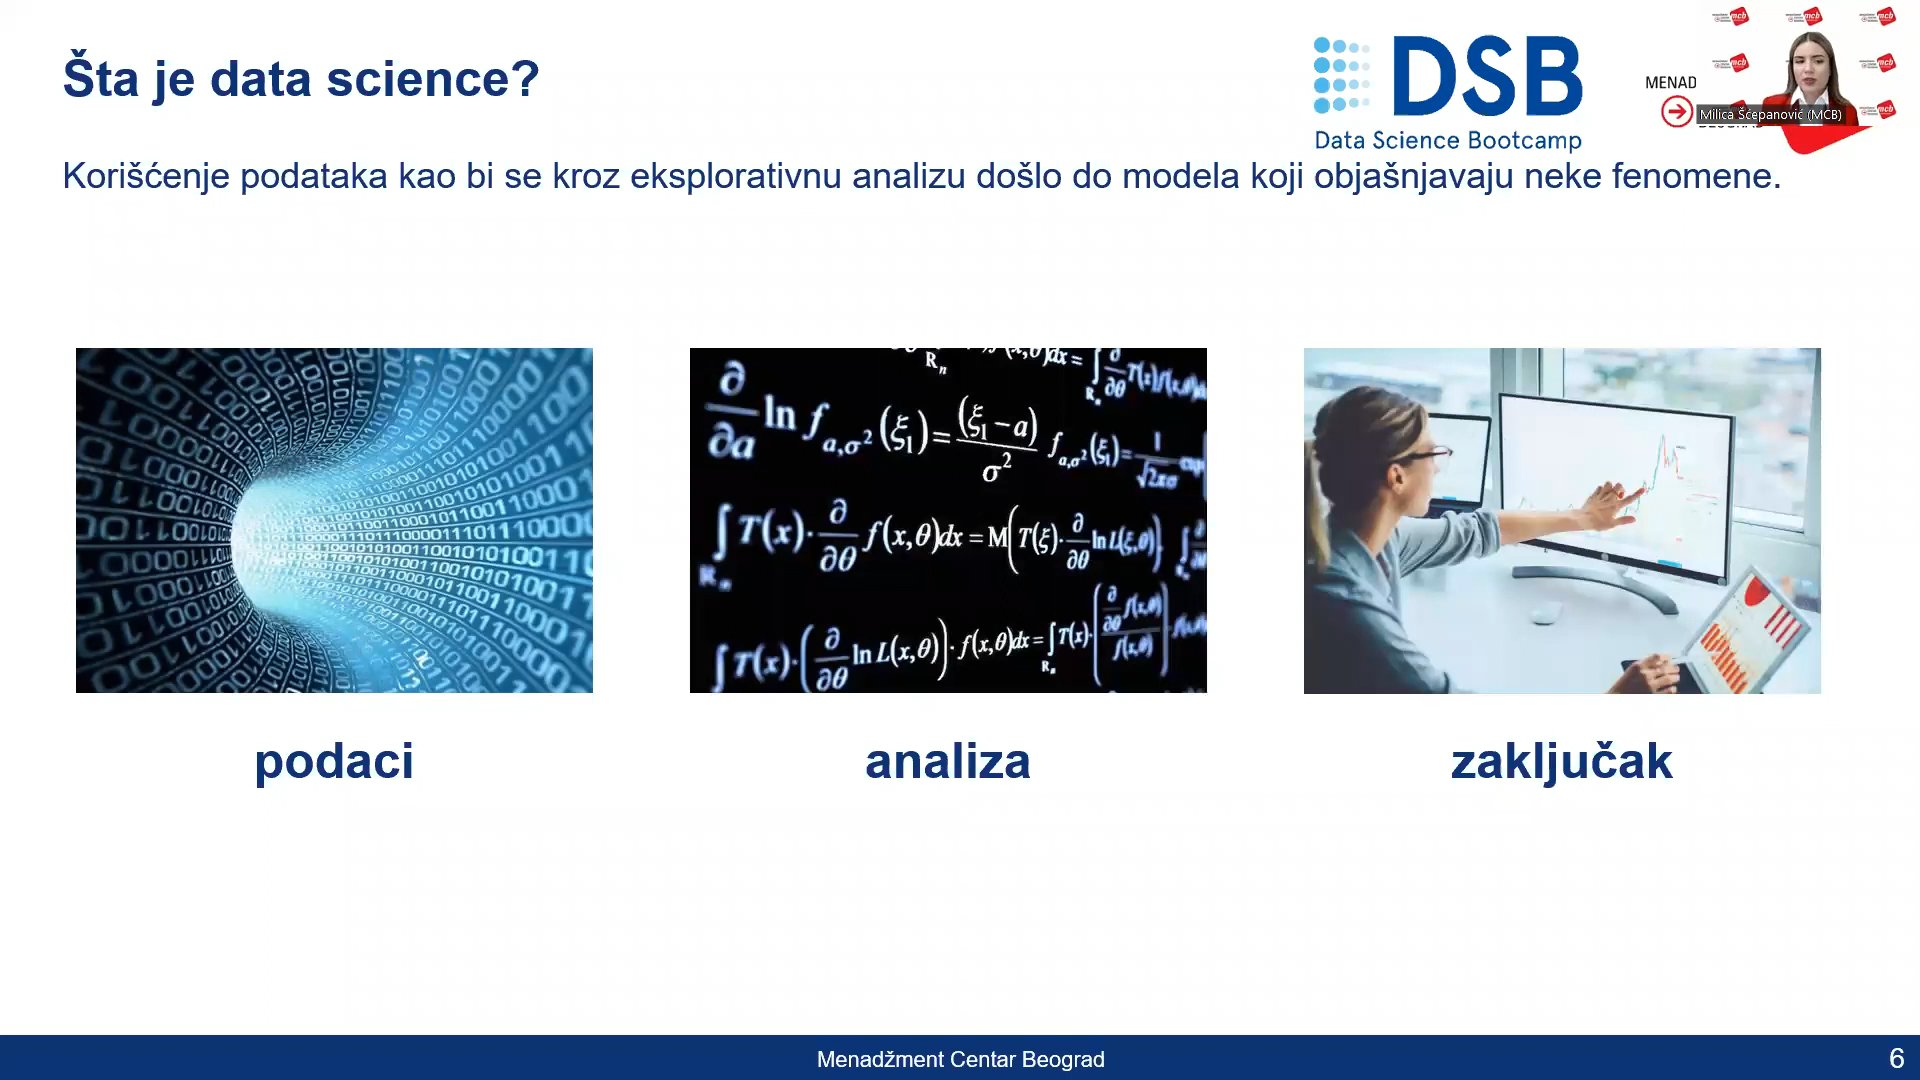 Šta je data science?
DSB
Data Science Bootcamp
MENAD
Milica Šćepanović (MCB)
Korišćenje podataka kao bi se kroz eksplorativnu analizu došlo do modela koji objašnjavaju neke fenomene.
podaci
analiza
zaključak
Menadžment Centar Beograd
6